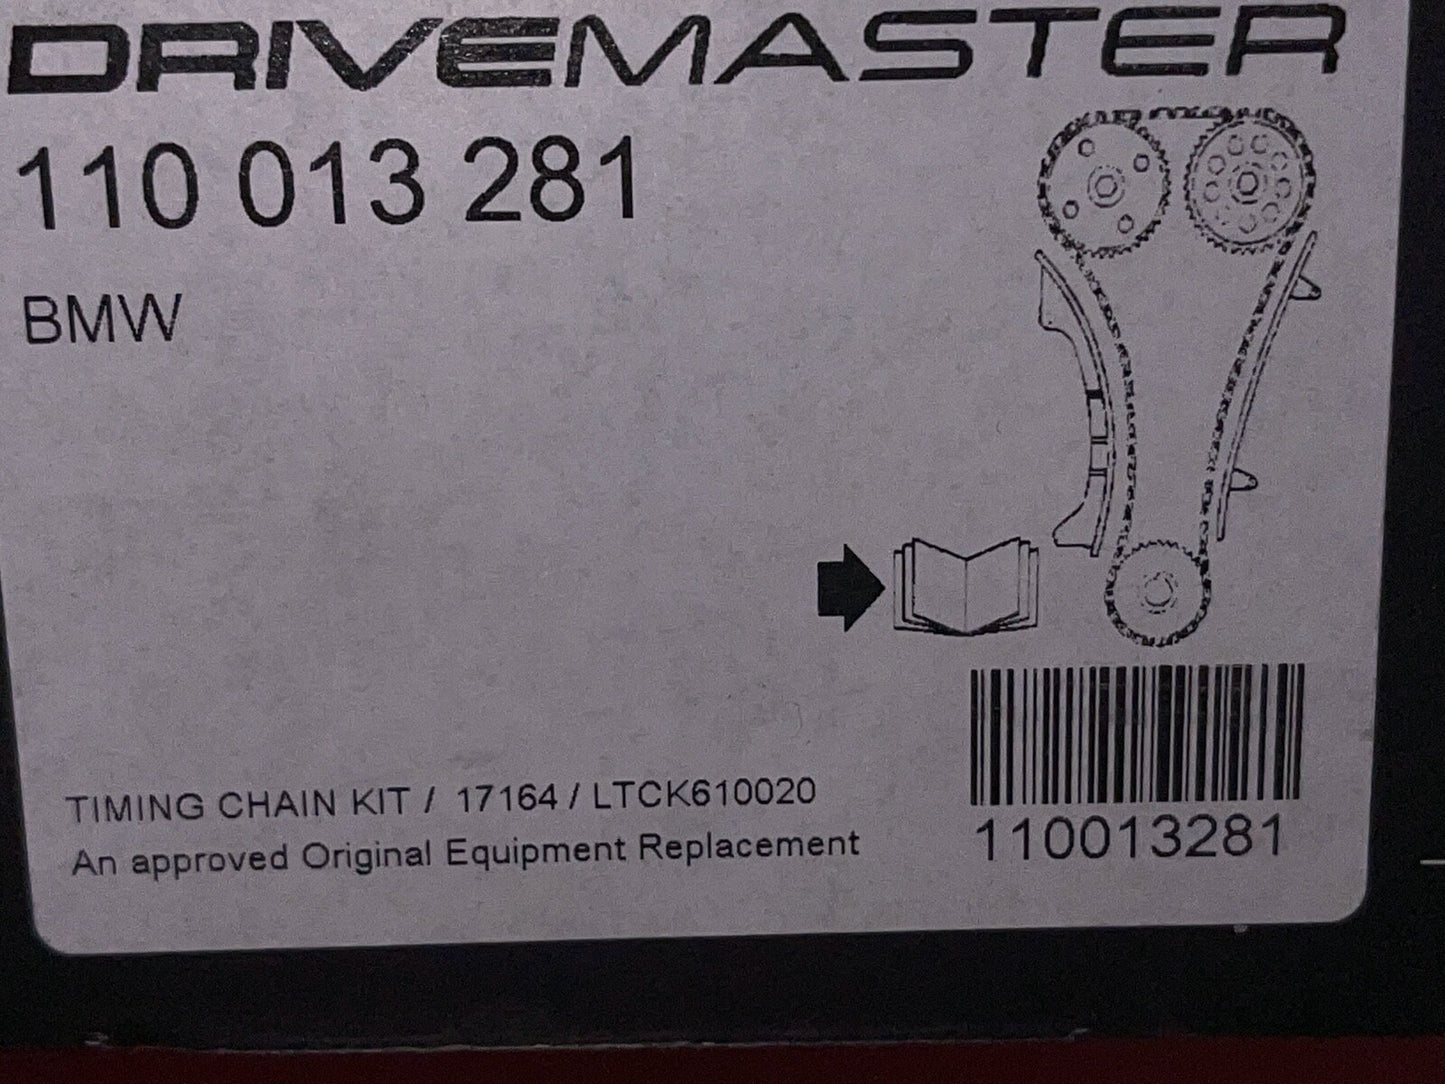 DRIVEMASTER
110 013 281
BMW
TIMING CHAIN KIT / 17164 / LTCK610020
An approved Original Equipment Replacement
110013281